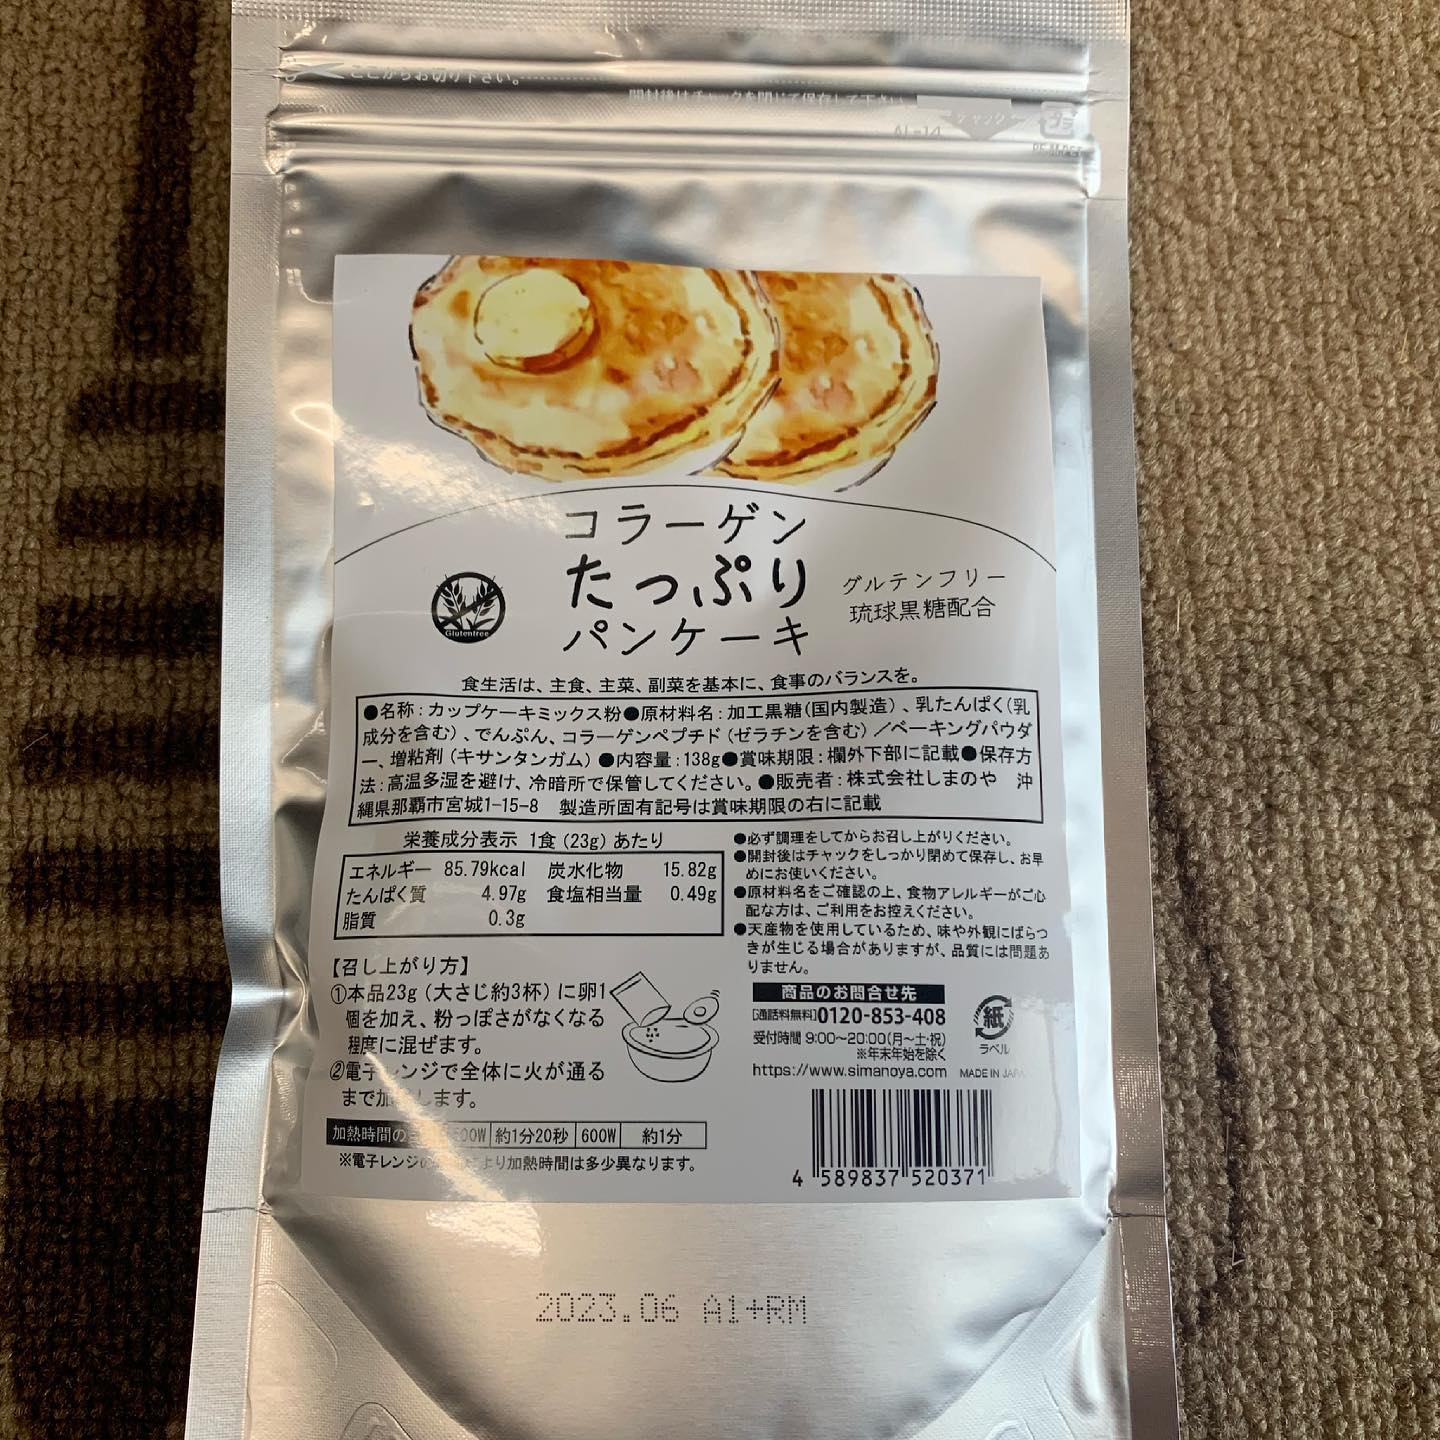 ここからお切り下さい。
開封後はチャックを閉じて保存して下さい
AL-14
チャック
プラ
コラーゲン
たっぷり
パンケーキ
Glutenfree
グルテンフリー
琉球黒糖配合
食生活は、主食、主菜、副菜を基本に、食事のバランスを。
●名称：カップケーキミックス粉●原材料名：加工黒糖(国内製造)、乳たんぱく(乳
成分を含む)、でんぷん、コラーゲンペプチド(ゼラチンを含む)／ベーキングパウダ
ー、増粘剤(キサンタンガム)●内容量：138g●賞味期限：欄外下部に記載●保存方
法：高温多湿を避け、冷暗所で保管してください。●販売者：株式会社しまのや　沖
縄県那覇市宮城1-15-8　製造所固有記号は賞味期限の右に記載
栄養成分表示 1食(23g)あたり
エネルギー 85.79kcal 炭水化物 15.82g
たんぱく質 4.97g 食塩相当量 0.49g
脂質 0.3g
【召し上がり方】
①本品23g(大さじ約3杯)に卵1
個を加え、粉っぽさがなくなる
程度に混ぜます。
②電子レンジで全体に火が通る
まで加します。
加熱時間の 00W 約1分20秒 600W 約1分
※電子レンジの より加熱時間は多少異なります。
●必ず調理をしてからお召し上がりください。
●開封後はチャックをしっかり閉めて保存し、お早
めにお使いください。
●原材料名をご確認の上、食物アレルギーがご心
配な方は、ご利用をお控えください。
●天産物を使用しているため、味や外観にばらつ
きが生じる場合がありますが、品質には問題あ
りません。
商品のお問合せ先
[通話料無料]0120-853-408
受付時間 9:00～20:00(月～土・祝)
※年末年始を除く
https://www.simanoya.com
紙
ラベル
MADE IN JAPA
4 589837 520371
2023.06 A1+RM